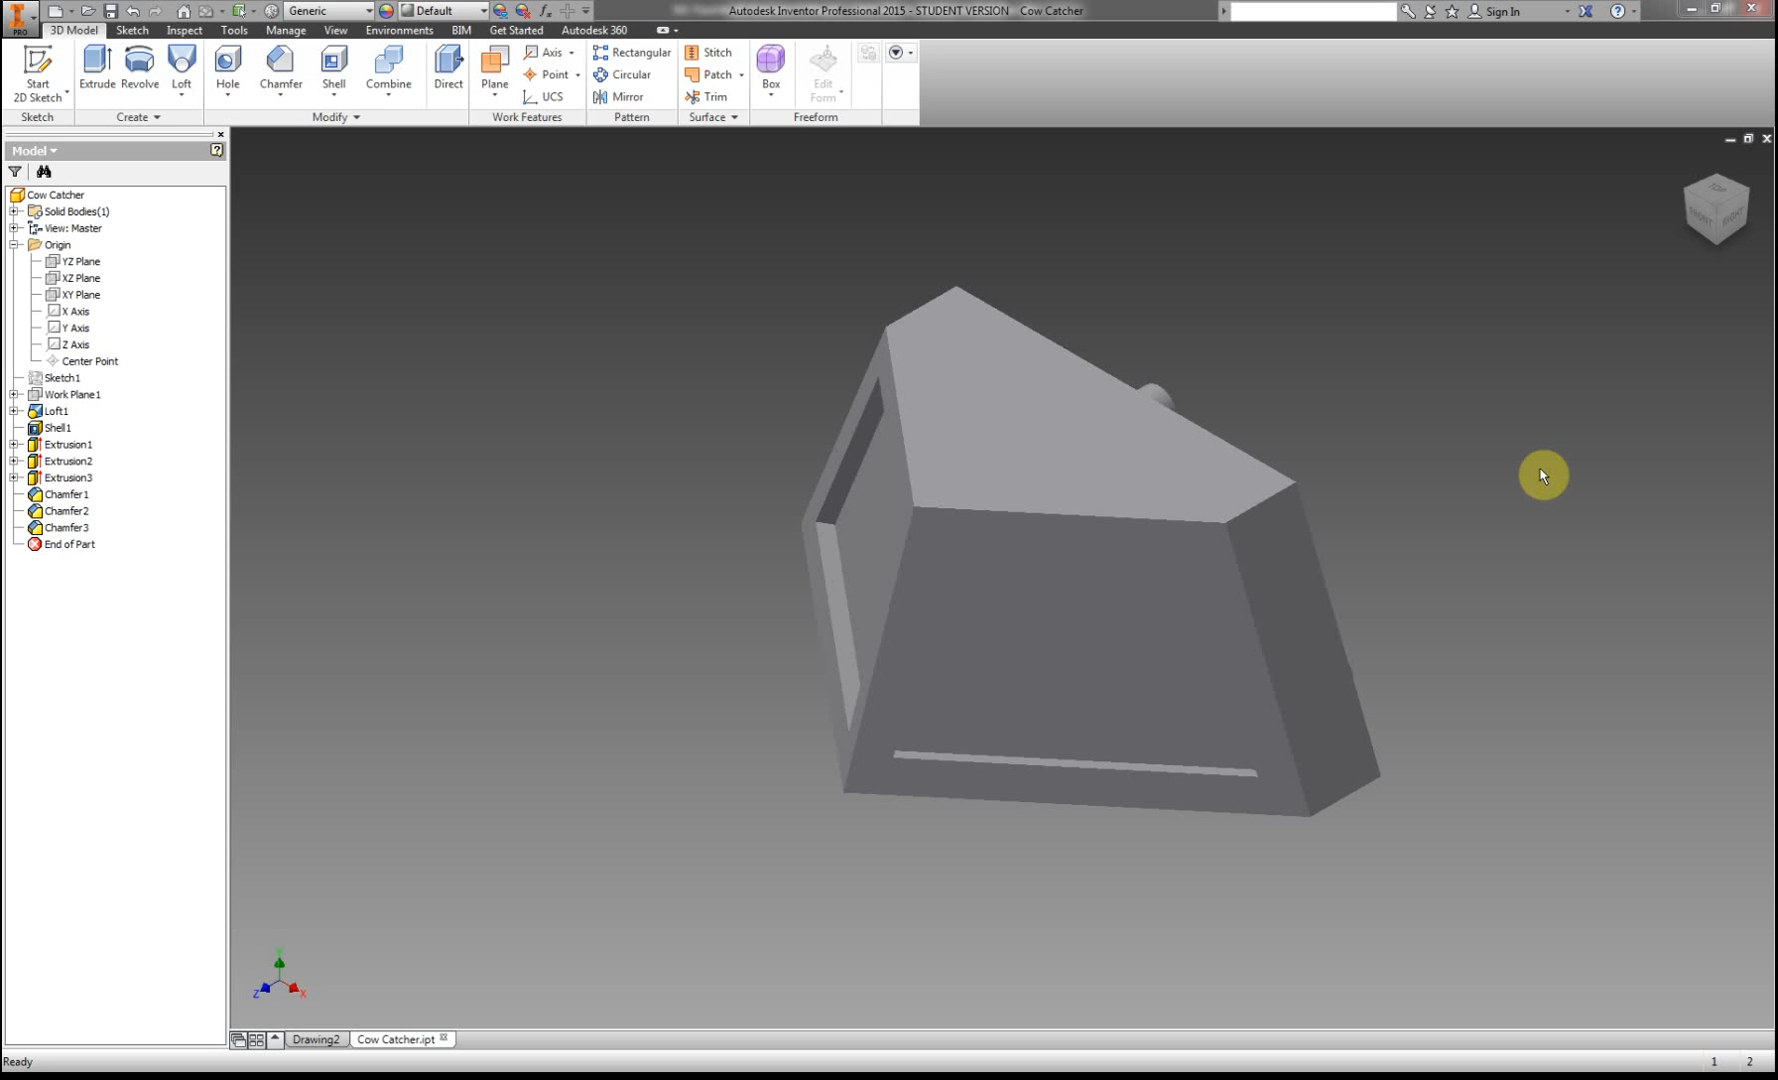 Generic
Default
Autodesk Inventor Professional 2015 - STUDENT VERSION Cow Catcher
Sign In
PRO
3D Model Sketch Inspect Tools Manage View Environments BIM Get Started Autodesk 360
Start
2D Sketch
Extrude Revolve Loft
Hole Chamfer Shell Combine Direct
Plane
Axis
Point
UCS
Rectangular
Circular
Mirror
Stitch
Patch
Trim
Box
Edit
Form
Sketch Create Modify Work Features Pattern Surface Freeform
Model
Cow Catcher
Solid Bodies(1)
View: Master
Origin
YZ Plane
XZ Plane
XY Plane
X Axis
Y Axis
Z Axis
Center Point
Sketch1
Work Plane1
Loft1
Shell1
Extrusion1
Extrusion2
Extrusion3
Chamfer1
Chamfer2
Chamfer3
End of Part
TOP
FRONT RIGHT
Y
Z X
Drawing2 Cow Catcher.ipt
Ready 1 2